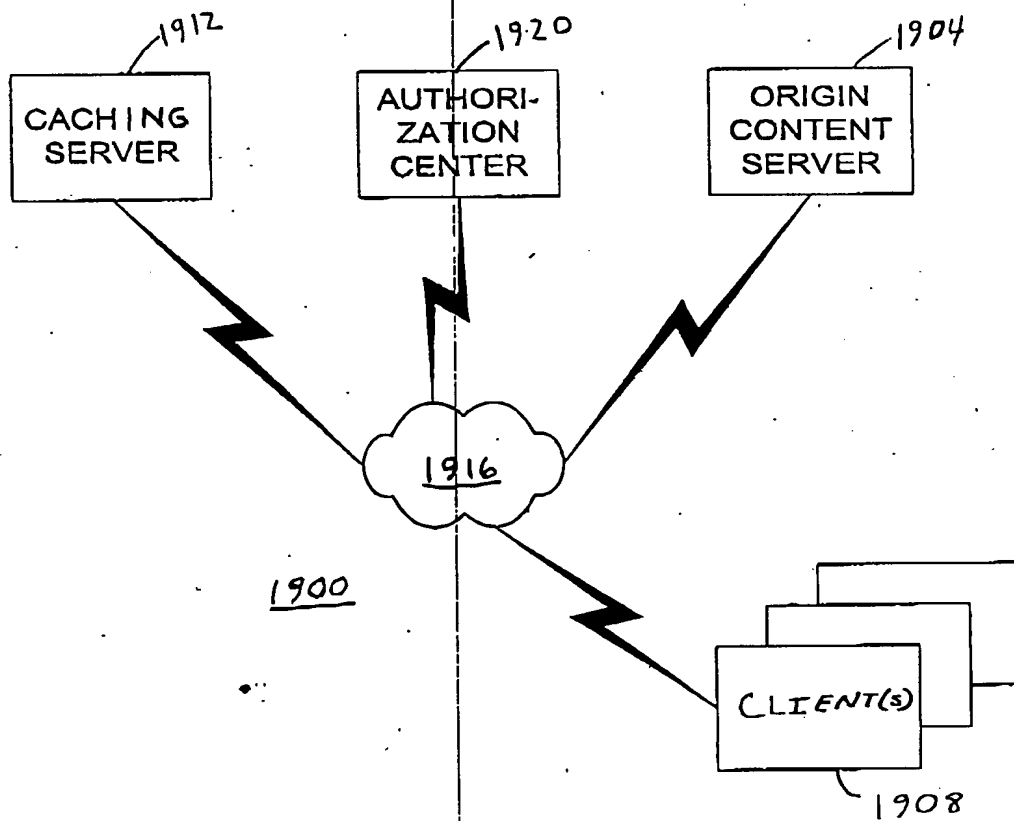 1912
1920
1904
CACHING
SERVER
AUTHORI-
ZATION
CENTER
ORIGIN
CONTENT
SERVER
1916
1900
CLIENT(S)
1908